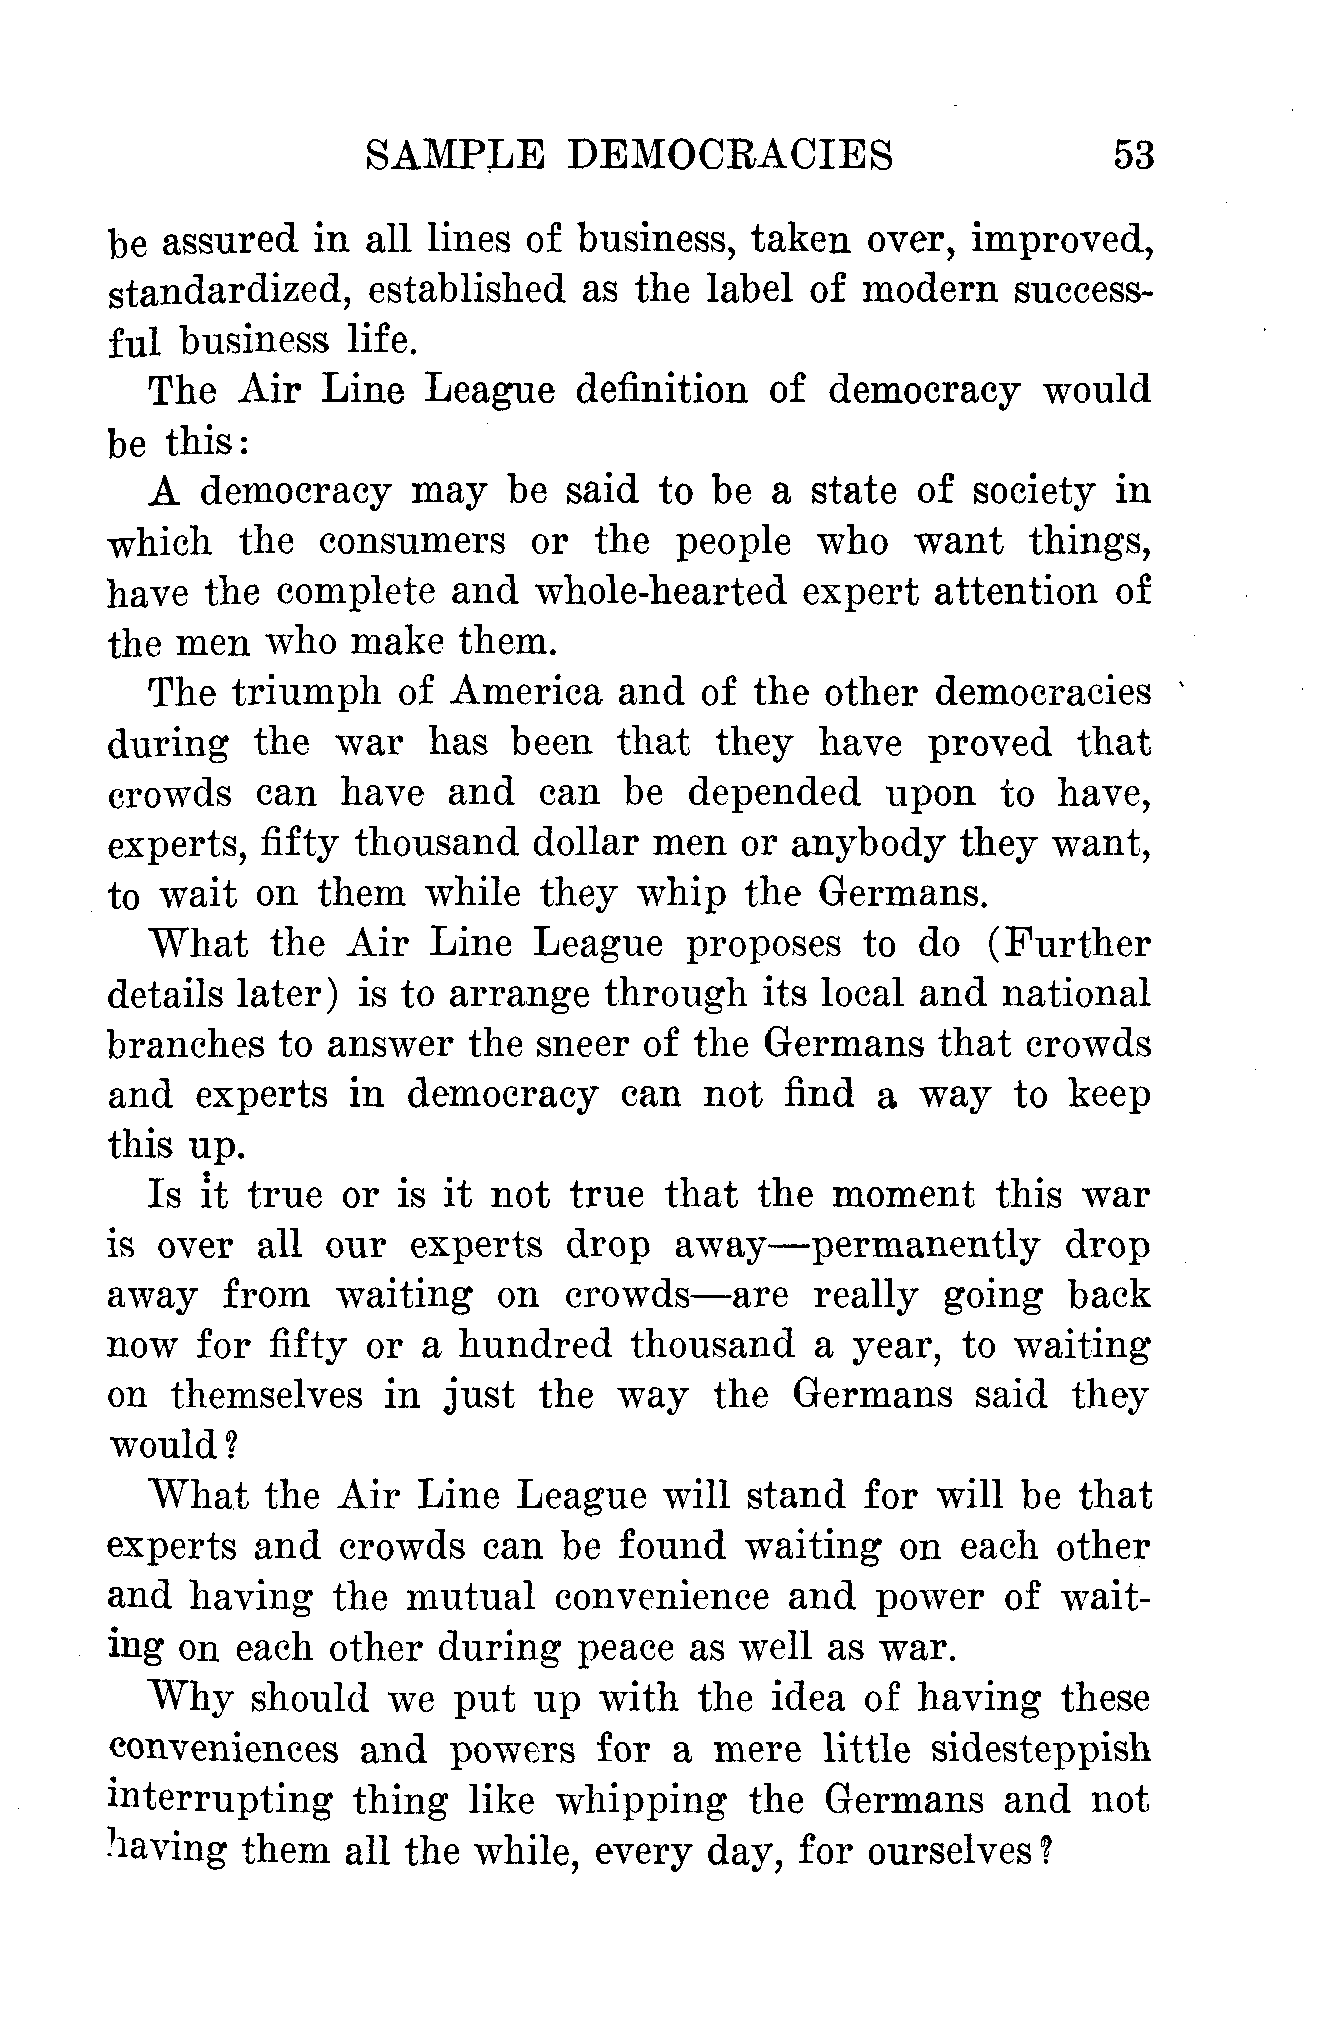 SAMPLE DEMOCRACIES 53
be assured in all lines of business, taken over, improved,
standardized, established as the label of modern success-
ful business life.
The Air Line League definition of democracy would
be this:
A democracy may be said to be a state of society in
which the consumers or the people who want things,
have the complete and whole-hearted expert attention of
the men who make them.
The triumph of America and of the other democracies
during the war has been that they have proved that
crowds can have and can be depended upon to have,
experts, fifty thousand dollar men or anybody they want,
to wait on them while they whip the Germans.
What the Air Line League proposes to do (Further
details later) is to arrange through its local and national
branches to answer the sneer of the Germans that crowds
and experts in democracy can not find a way to keep
this up.
Is it true or is it not true that the moment this war
is over all our experts drop away—permanently drop
away from waiting on crowds—are really going back
now for fifty or a hundred thousand a year, to waiting
on themselves in just the way the Germans said they
would?
What the Air Line League will stand for will be that
experts and crowds can be found waiting on each other
and having the mutual convenience and power of wait-
ing on each other during peace as well as war.
Why should we put up with the idea of having these
conveniences and powers for a mere little sidesteppish
interrupting thing like whipping the Germans and not
having them all the while, every day, for ourselves?